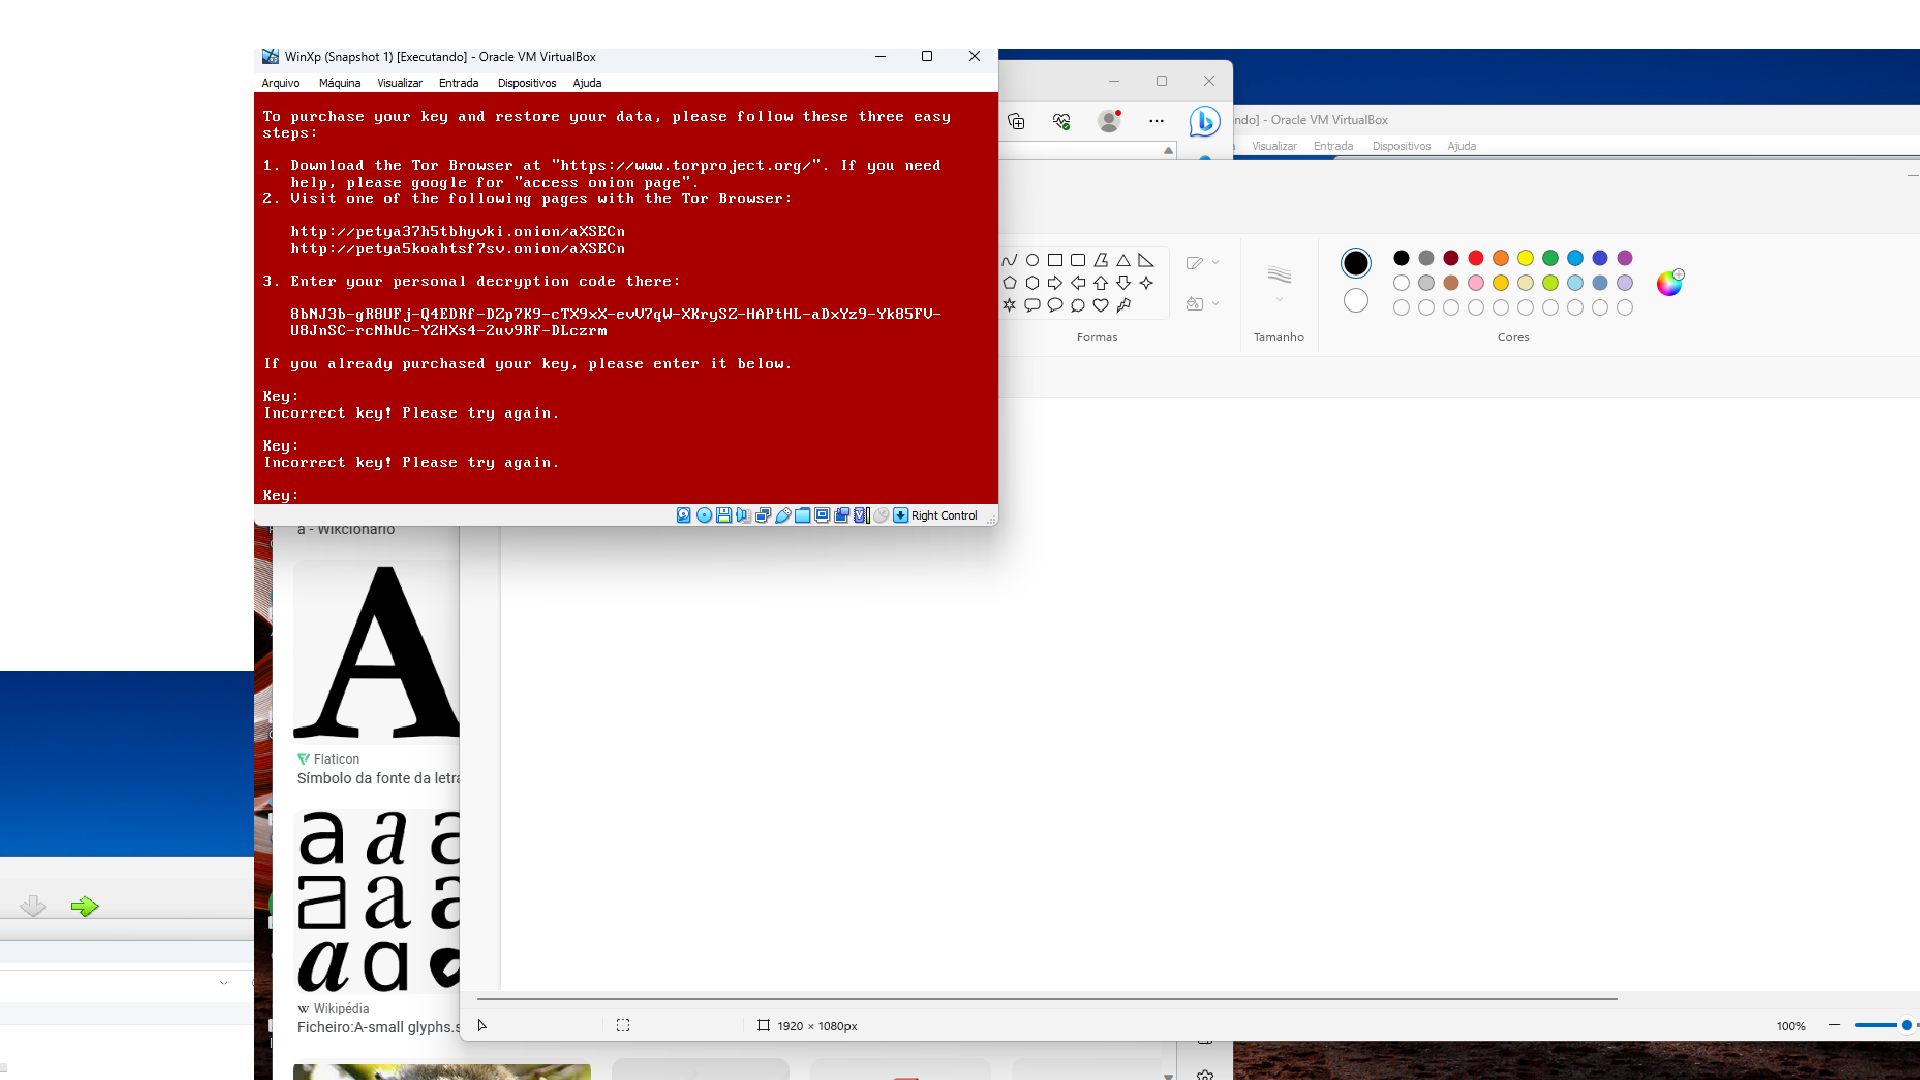 WinXp (Snapshot 1) [Executando] - Oracle VM VirtualBox
Arquivo Máquina Visualizar Entrada Dispositivos Ajuda
To purchase your key and restore your data, please follow these three easy
steps:
1. Download the Tor Browser at "https://www.torproject.org/". If you need
help, please google for "access onion page".
2. Visit one of the following pages with the Tor Browser:
http://petya37h5tbhyvki.onion/aXSECn
http://petya5koahtsf7sv.onion/aXSECn
3. Enter your personal decryption code there:
8bNJ3b-gR8UFj-Q4EDRf-DZp7K9-cTX9xX-evV7qW-XKrySZ-HAPtHL-aDxYz9-Yk85FV-
U8JnSC-rcNhUc-Y2HXs4-2uv9RF-DLczrm
If you already purchased your key, please enter it below.
Key:
Incorrect key! Please try again.
Key:
Incorrect key! Please try again.
Key:
Right Control
ndo] - Oracle VM VirtualBox
Visualizar Entrada Dispositivos Ajuda
Formas
Tamanho
Cores
a - Wikcionário
Flaticon
Símbolo da fonte da letra
Wikipédia
Ficheiro:A-small glyphs.s
1920 × 1080px
100%